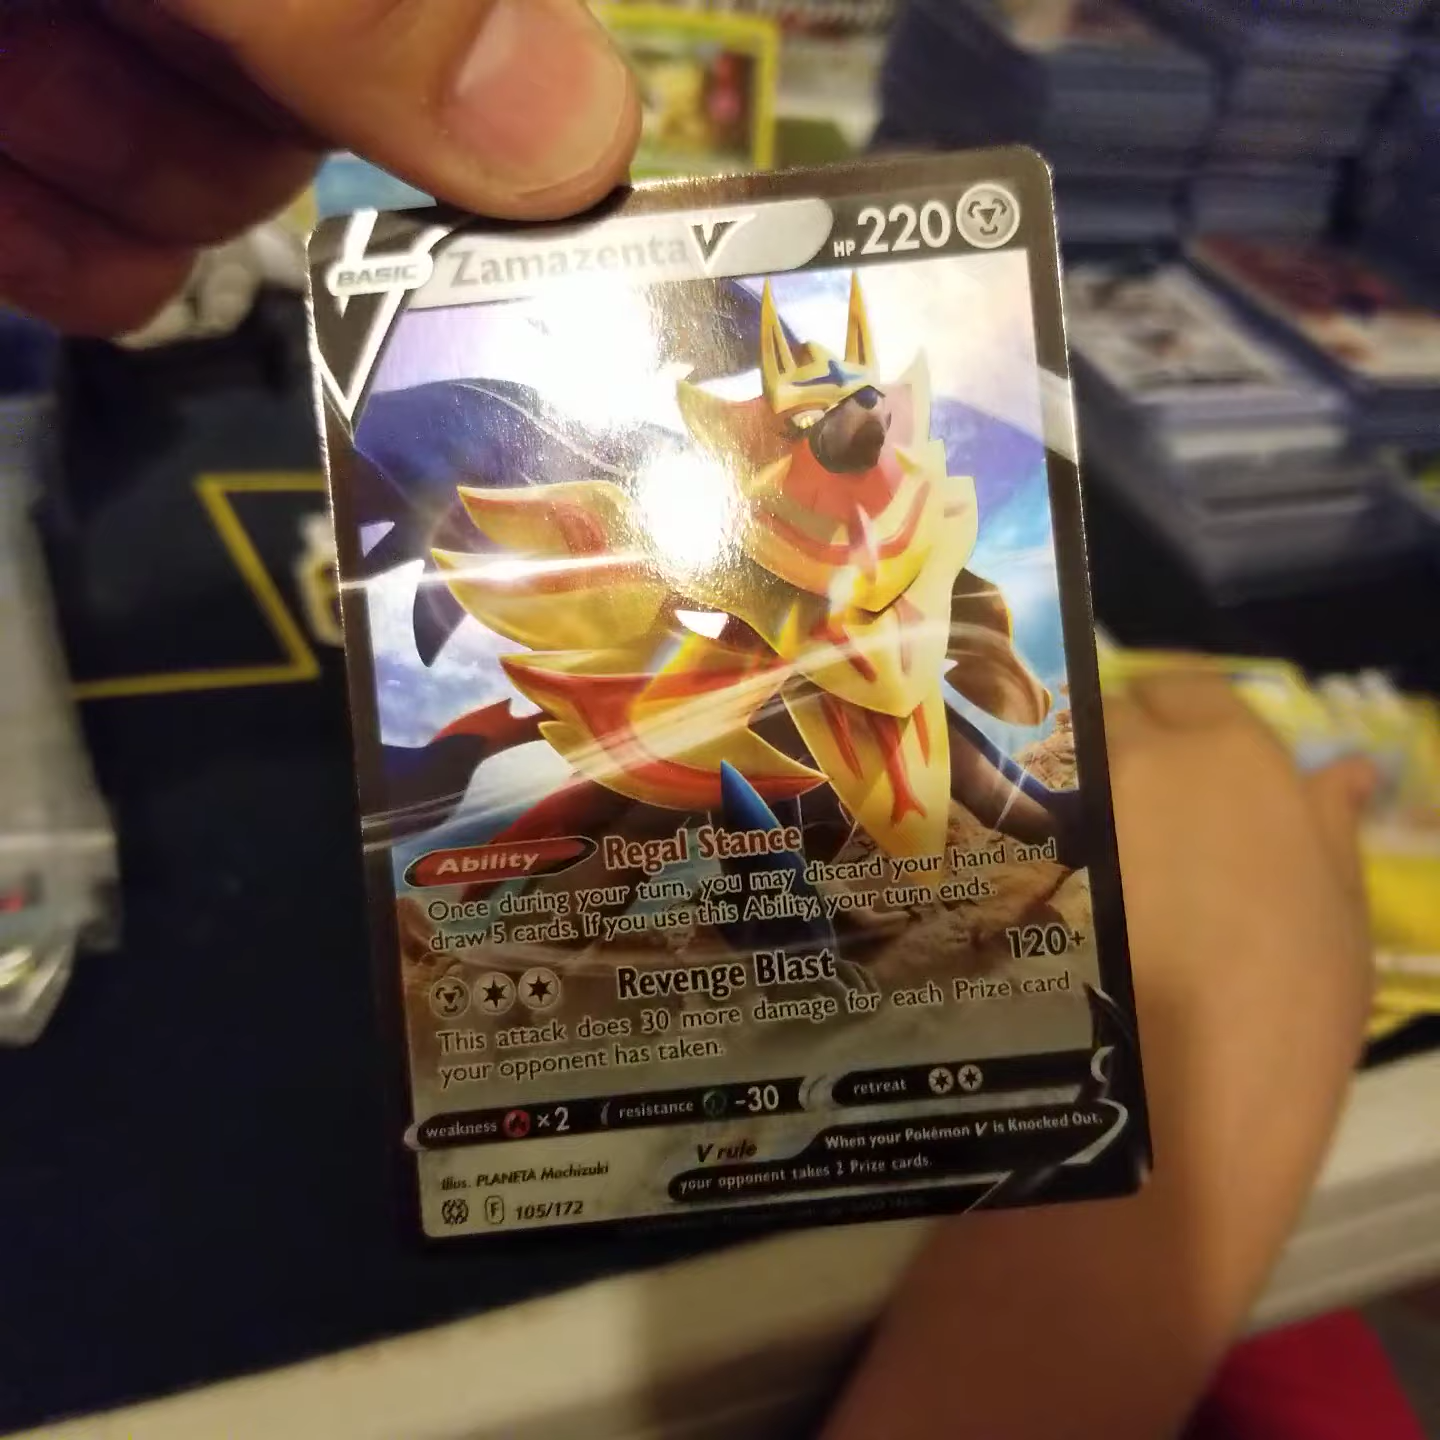 BASIC Zamazenta V HP 220
Ability Regal Stance
Once during your turn, you may discard your hand and
draw 5 cards. If you use this Ability, your turn ends.
Revenge Blast 120+
This attack does 30 more damage for each Prize card
your opponent has taken.
weakness ×2 resistance -30 retreat
V rule When your Pokémon V is Knocked Out,
your opponent takes 2 Prize cards.
Illus. PLANETA Mochizuki
F 105/172